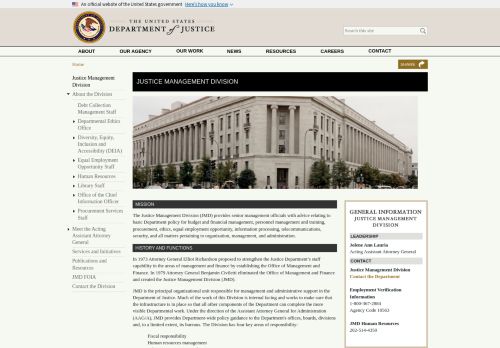 An official website of the United States government Here's how you know
THE UNITED STATES
DEPARTMENT of JUSTICE
Search this site
ABOUT OUR AGENCY OUR WORK NEWS RESOURCES CAREERS CONTACT
Home
SHARE
Justice Management
Division
About the Division
Debt Collection
Management Staff
Departmental Ethics
Office
Diversity, Equity,
Inclusion and
Accessibility (DEIA)
Equal Employment
Opportunity Staff
Human Resources
Library Staff
Office of the Chief
Information Officer
Procurement Services
Staff
Meet the Acting
Assistant Attorney
General
Services and Initiatives
Publications and
Resources
JMD FOIA
Contact the Division
JUSTICE MANAGEMENT DIVISION
MISSION
The Justice Management Division (JMD) provides senior management officials with advice relating to
basic Department policy for budget and financial management, personnel management and training,
procurement, ethics, equal employment opportunity, information processing, telecommunications,
security, and all matters pertaining to organization, management, and administration.
HISTORY AND FUNCTIONS
In 1973 Attorney General Elliot Richardson proposed to strengthen the Justice Department's staff
capability in the areas of management and finance by establishing the Office of Management and
Finance. In 1979 Attorney General Benjamin Civiletti eliminated the Office of Management and Finance
and created the Justice Management Division (JMD).
JMD is the principal organizational unit responsible for management and administrative support in the
Department of Justice. Much of the work of this Division is internal facing and works to make sure that
the infrastructure is in place so that all other components of the Department can complete the more
visible Departmental work. Under the direction of the Assistant Attorney General for Administration
(AAG/A), JMD provides Department-wide policy guidance to the Department's offices, boards, divisions
and, to a limited extent, its bureaus. The Division has four key areas of responsibility:
Fiscal responsibility
Human resources management
GENERAL INFORMATION
JUSTICE MANAGEMENT
DIVISION
LEADERSHIP
Jolene Ann Lauria
Acting Assistant Attorney General
CONTACT
Justice Management Division
Contact the Department
Employment Verification
Information
1-800-367-2884
Agency Code 10563
JMD Human Resources
202-514-4350